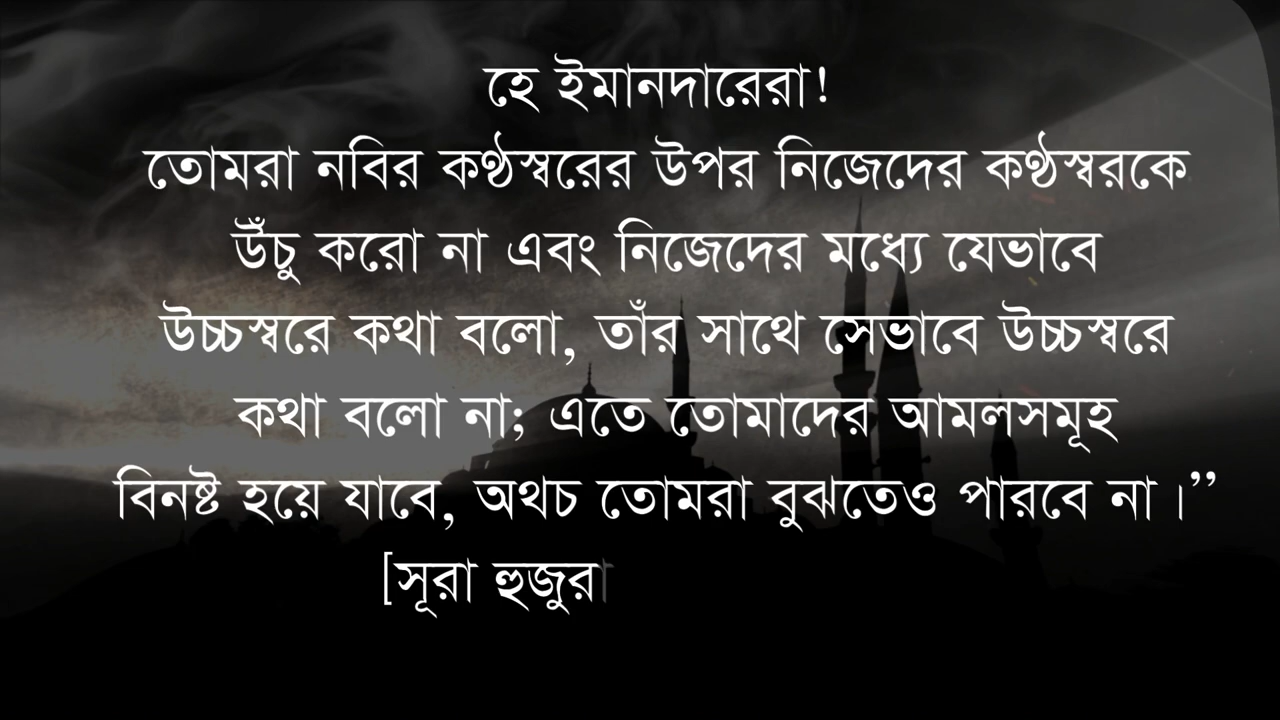 হে ইমানদারেরা!
তোমরা নবির কণ্ঠস্বরের উপর নিজেদের কণ্ঠস্বরকে
উঁচু করো না এবং নিজেদের মধ্যে যেভাবে
উচ্চস্বরে কথা বলো, তাঁর সাথে সেভাবে উচ্চস্বরে
কথা বলো না; এতে তোমাদের আমলসমূহ
বিনষ্ট হয়ে যাবে, অথচ তোমরা বুঝতেও পারবে না।”
[সূরা হুজুরা